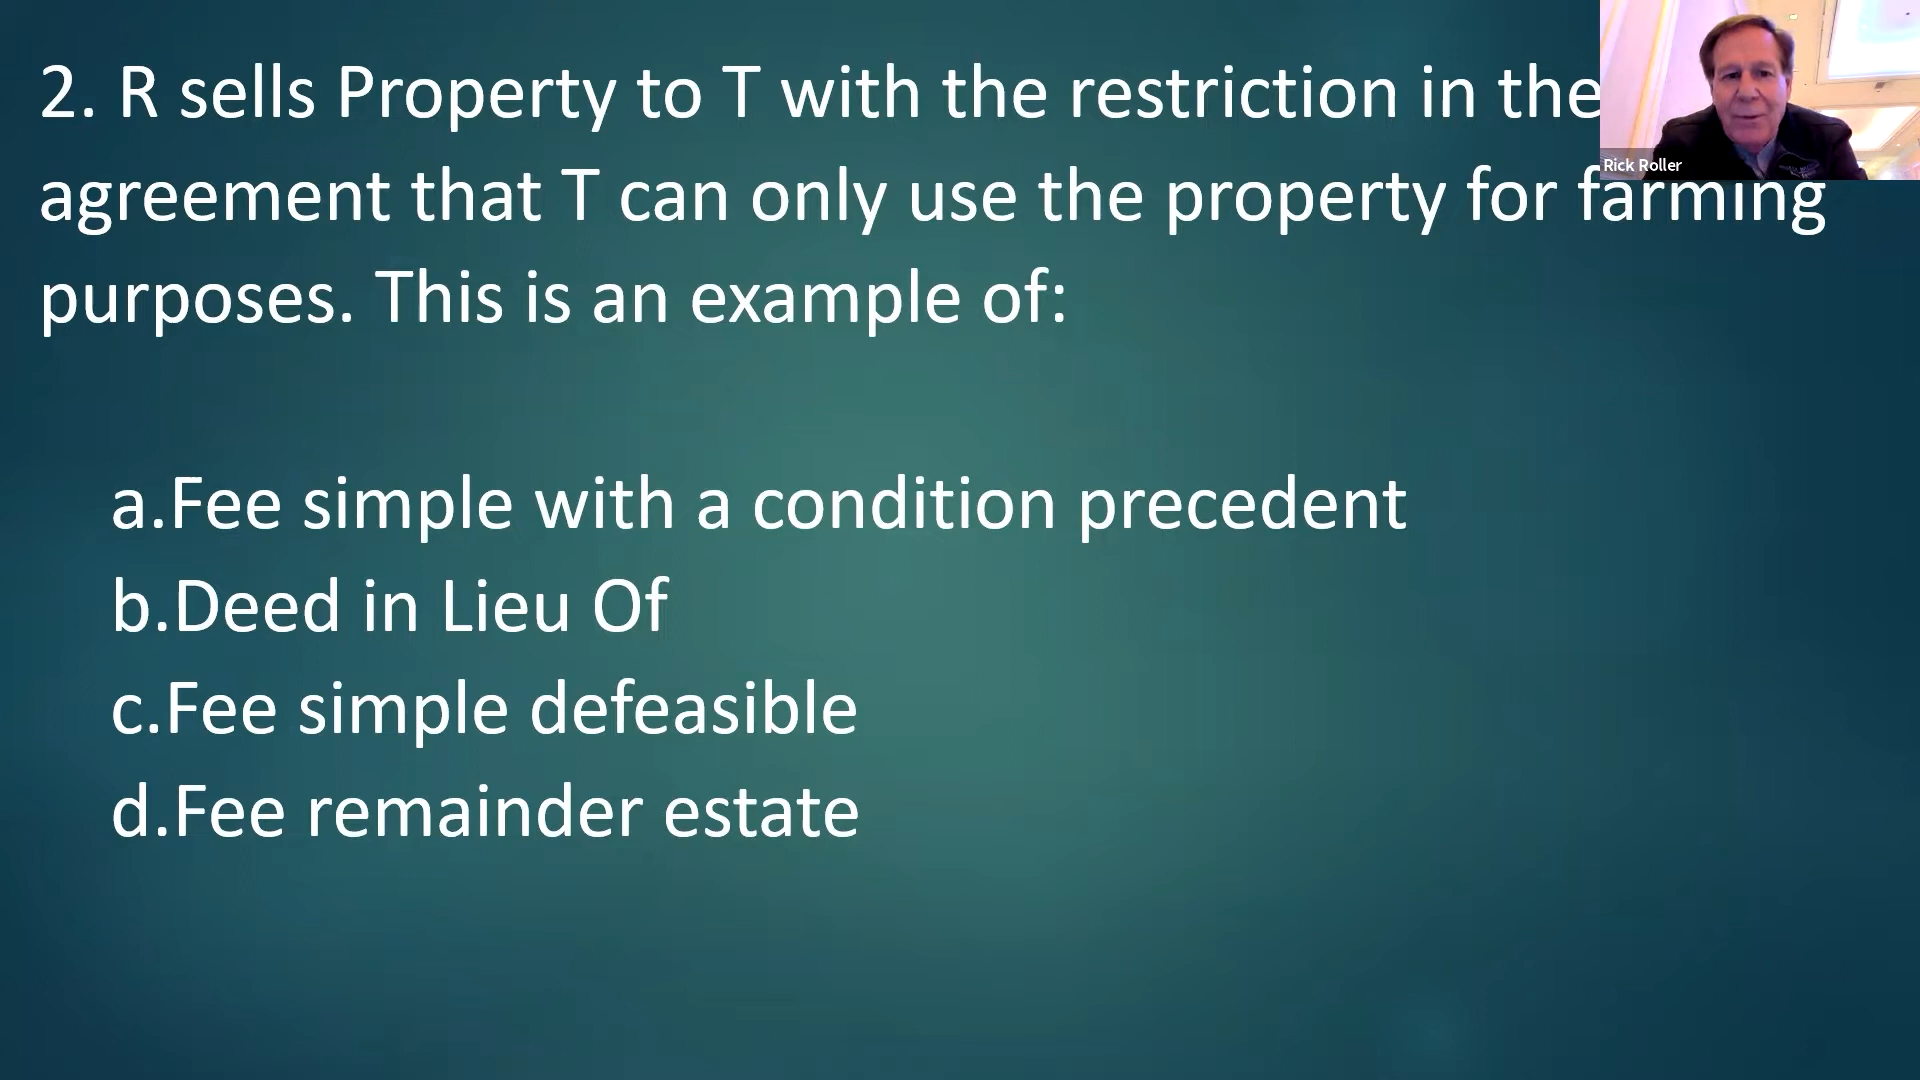 2. R sells Property to T with the restriction in the
Rick Roller
agreement that T can only use the property for farming
purposes. This is an example of:
a.Fee simple with a condition precedent
b.Deed in Lieu Of
c.Fee simple defeasible
d.Fee remainder estate